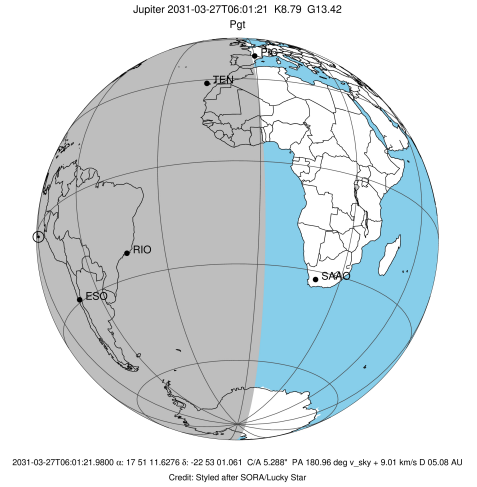 Jupiter 2031-03-27T06:01:21 K8.79 G13.42
Pgt
PIC
TEN
RIO
SAAO
ESO
2031-03-27T06:01:21.9800 α: 17 51 11.6276 δ: -22 53 01.061 C/A 5.288" PA 180.96 deg v_sky + 9.01 km/s D 05.08 AU
Credit: Styled after SORA/Lucky Star